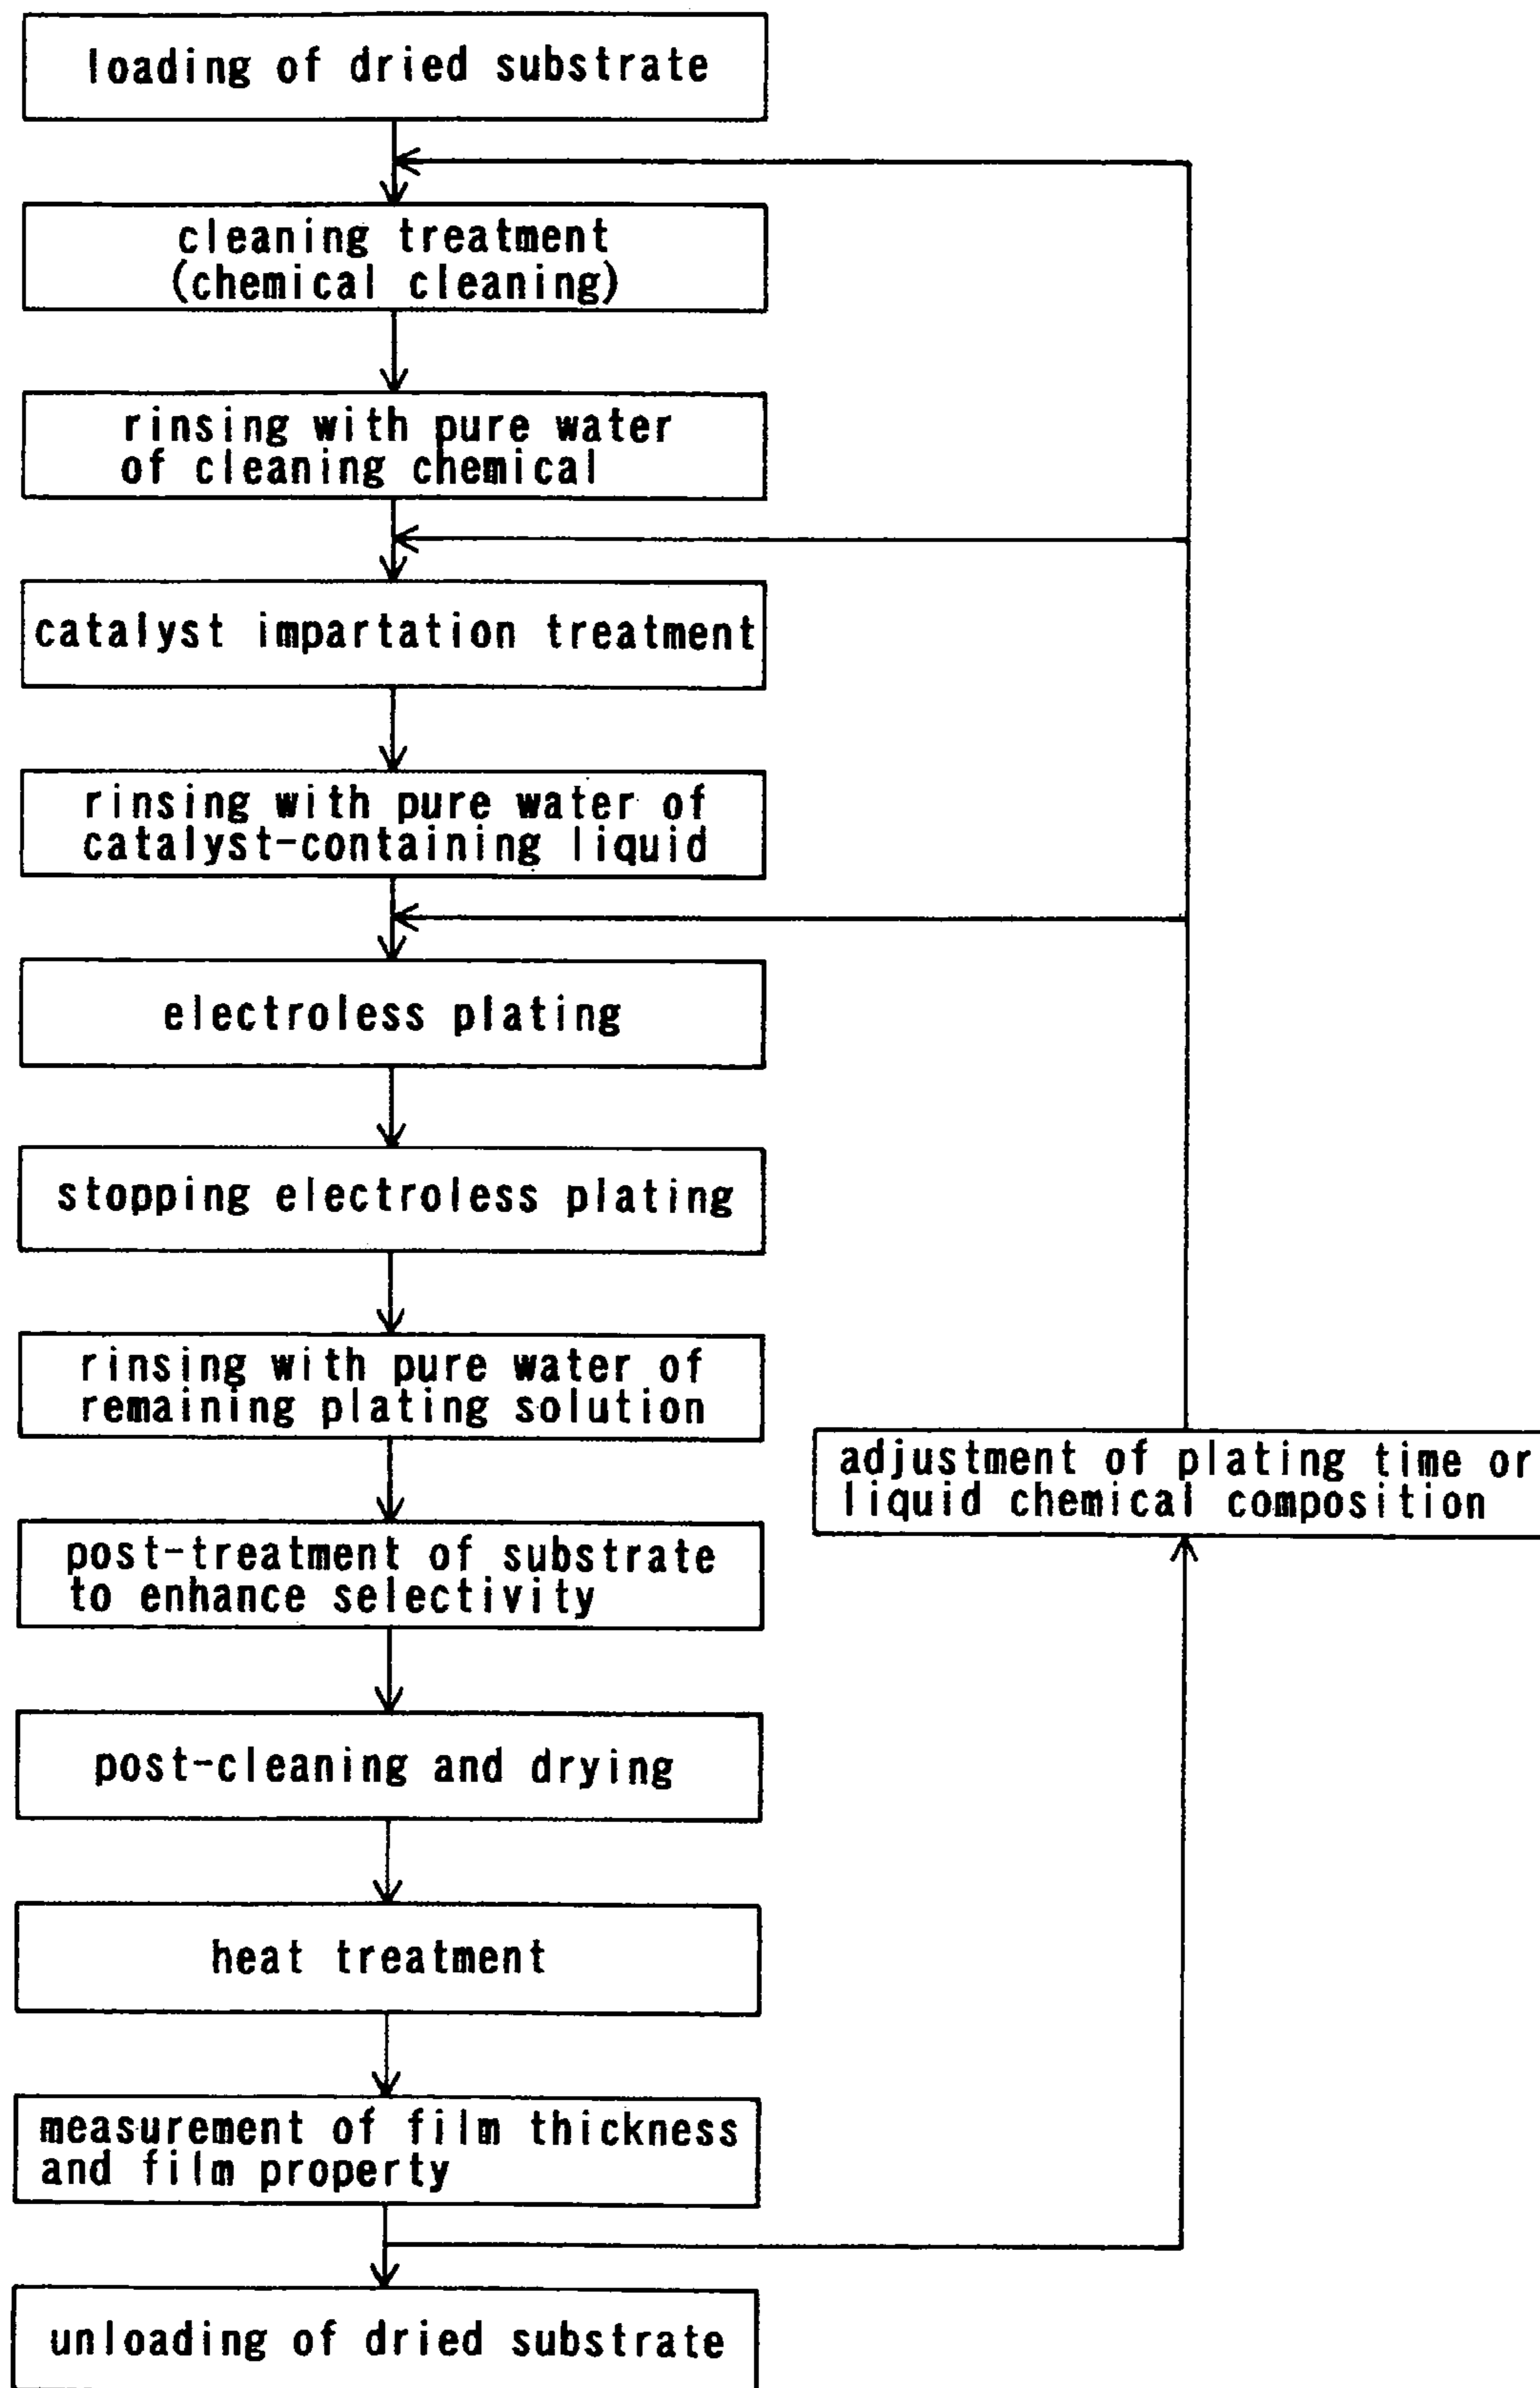 loading of dried substrate
cleaning treatment
(chemical cleaning)
rinsing with pure water
of cleaning chemical
catalyst impartation treatment
rinsing with pure water of
catalyst-containing liquid
electroless plating
stopping electroless plating
rinsing with pure water of
remaining plating solution
adjustment of plating time or
liquid chemical composition
post-treatment of substrate
to enhance selectivity
post-cleaning and drying
heat treatment
measurement of film thickness
and film property
unloading of dried substrate